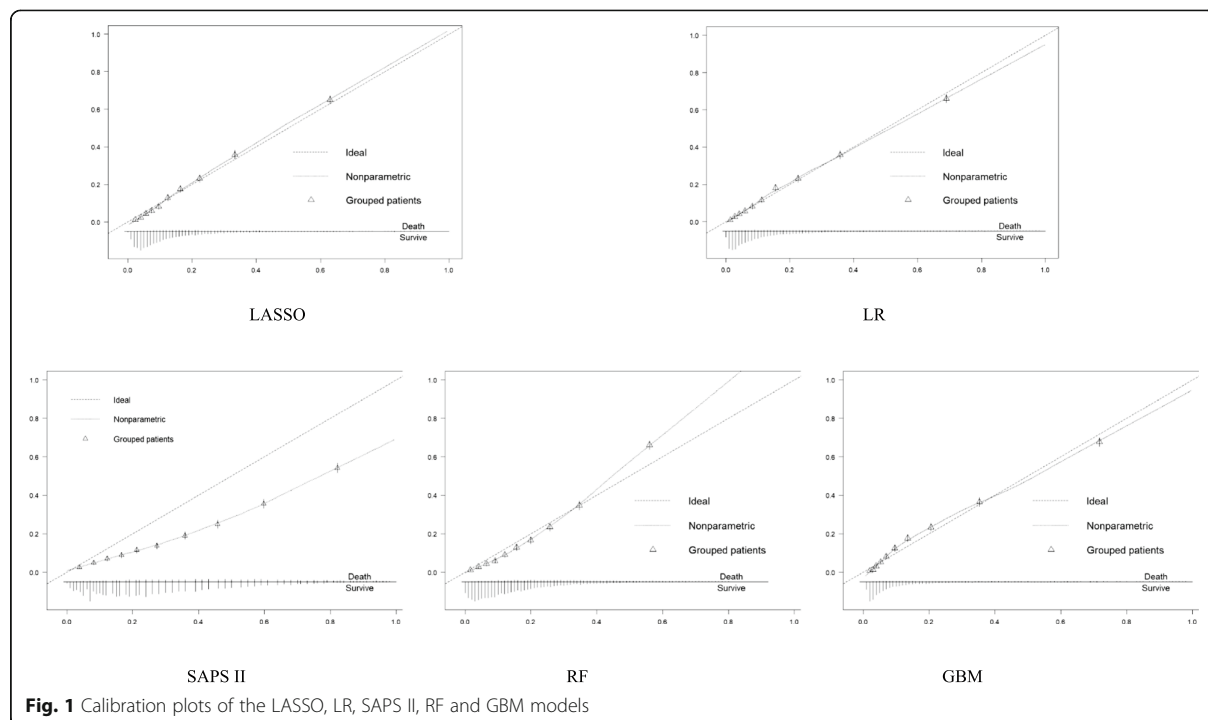 1.0
0.8
0.6
0.4
0.2
0.0
Ideal
Nonparametric
Grouped patients
Death
Survive
0.0 0.2 0.4 0.6 0.8 1.0
LASSO
1.0
0.8
0.6
0.4
0.2
0.0
Ideal
Nonparametric
Grouped patients
Death
Survive
0.0 0.2 0.4 0.6 0.8 1.0
LR
1.0
0.8
0.6
0.4
0.2
0.0
Ideal
Nonparametric
Grouped patients
Death
Survive
0.0 0.2 0.4 0.6 0.8 1.0
SAPS II
1.0
0.8
0.6
0.4
0.2
0.0
Ideal
Nonparametric
Grouped patients
Death
Survive
0.0 0.2 0.4 0.6 0.8 1.0
RF
1.0
0.8
0.6
0.4
0.2
0.0
Ideal
Nonparametric
Grouped patients
Death
Survive
0.0 0.2 0.4 0.6 0.8 1.0
GBM
Fig. 1 Calibration plots of the LASSO, LR, SAPS II, RF and GBM models